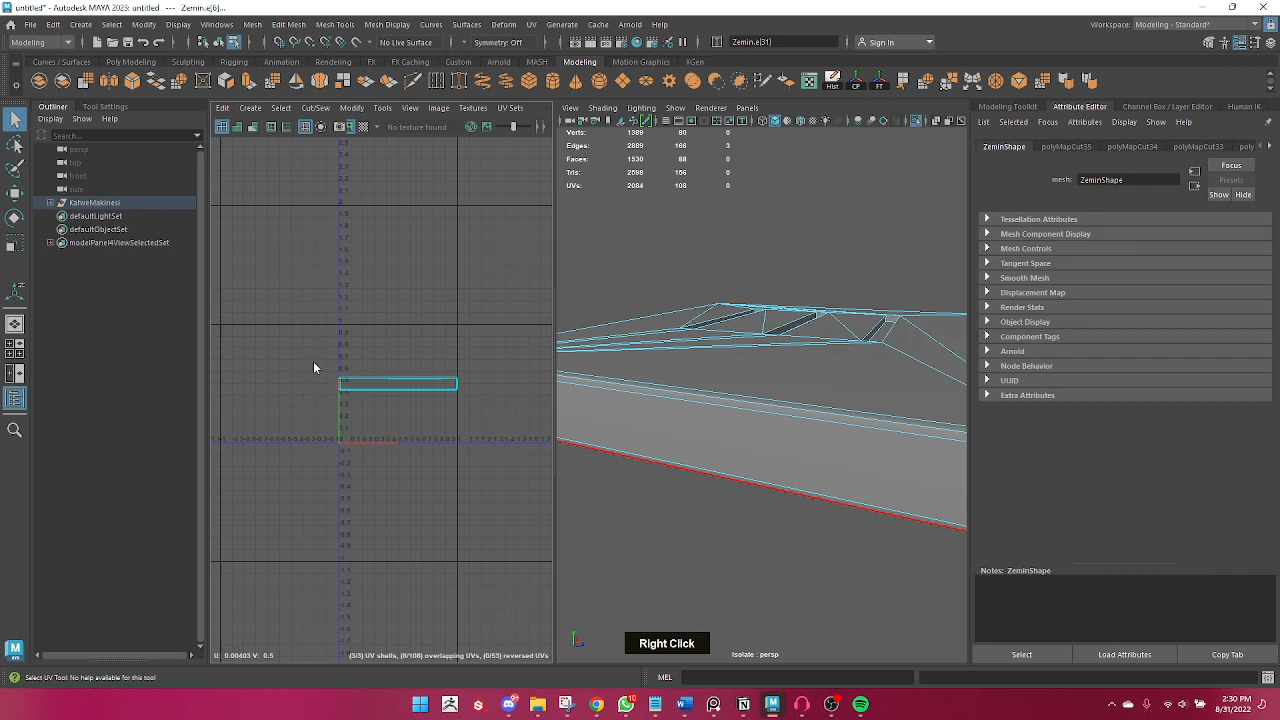 untitled* - Autodesk MAYA 2023: untitled --- Zemin.e[6]...
File Edit Create Select Modify Display Windows Mesh Edit Mesh Mesh Tools Mesh Display Curves Surfaces Deform UV Generate Cache Arnold Help
Workspace: Modeling - Standard*
Modeling No Live Surface Symmetry: Off Zemin.e[31] Sign In
Curves / Surfaces Poly Modeling Sculpting Rigging Animation Rendering FX FX Caching Custom Arnold MASH Modeling Motion Graphics XGen
Hist CP FT
Outliner Tool Settings
Display Show Help
Search...
persp
top
front
side
KahveMakinesi
defaultLightSet
defaultObjectSet
modelPanel4ViewSelectedSet
Edit Create Select Cut/Sew Modify Tools View Image Textures UV Sets
No texture found
U: 0.00403 V: 0.5 (3/3) UV shells, (8/108) overlapping UVs, (0/53) reversed UVs
View Shading Lighting Show Renderer Panels
Verts: 1389 80 0
Edges: 2889 166 3
Faces: 1530 88 0
Tris: 2598 156 0
UVs: 2084 108 0
Right Click
Isolate : persp
Modeling Toolkit Attribute Editor Channel Box / Layer Editor Human IK
List Selected Focus Attributes Display Show Help
ZeminShape polyMapCut35 polyMapCut34 polyMapCut33 poly
mesh: ZeminShape
Focus
Presets
Show Hide
Tessellation Attributes
Mesh Component Display
Mesh Controls
Tangent Space
Smooth Mesh
Displacement Map
Render Stats
Object Display
Component Tags
Arnold
Node Behavior
UUID
Extra Attributes
Notes: ZeminShape
Select Load Attributes Copy Tab
Select UV Tool: No help available for this tool
MEL
2:30 PM
8/31/2022